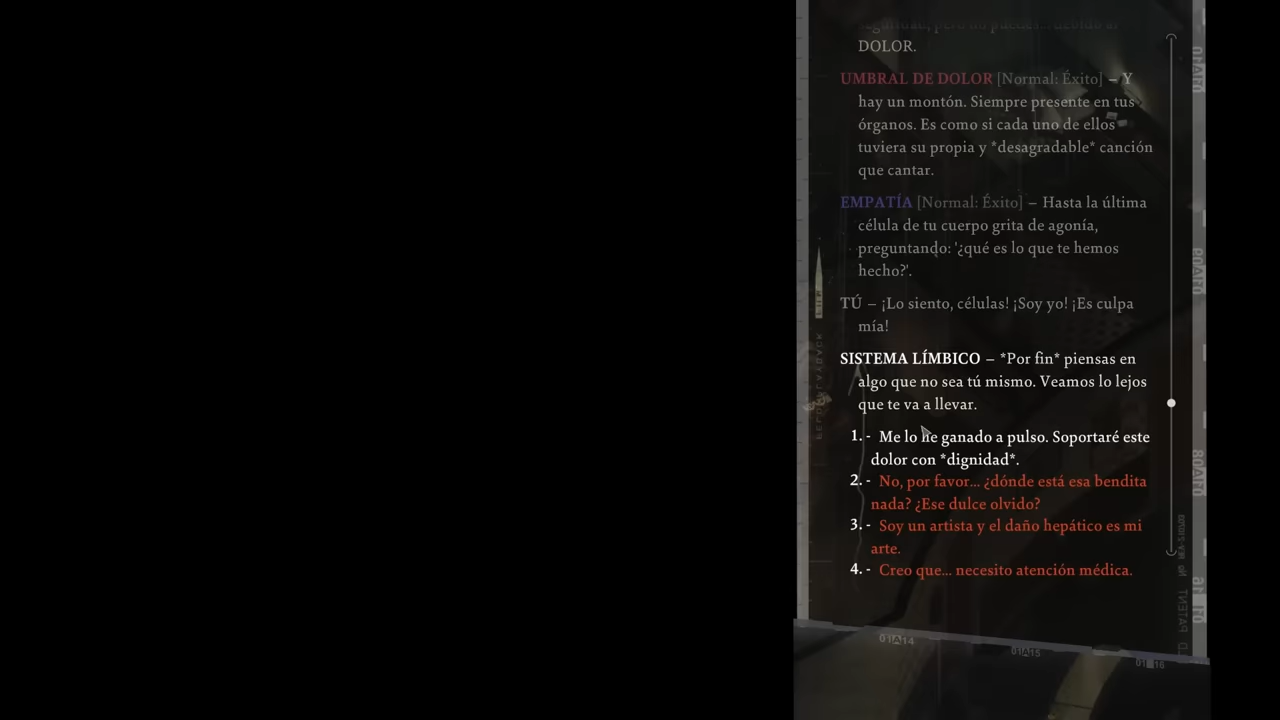 DOLOR.
UMBRAL DE DOLOR [Normal: Éxito] – Y
hay un montón. Siempre presente en tus
órganos. Es como si cada uno de ellos
tuviera su propia y *desagradable* canción
que cantar.
EMPATÍA [Normal: Éxito] – Hasta la última
célula de tu cuerpo grita de agonía,
preguntando: '¿qué es lo que te hemos
hecho?'.
TÚ – ¡Lo siento, células! ¡Soy yo! ¡Es culpa
mía!
SISTEMA LÍMBICO – *Por fin* piensas en
algo que no sea tú mismo. Veamos lo lejos
que te va a llevar.
1. - Me lo he ganado a pulso. Soportaré este
dolor con *dignidad*.
2. - No, por favor... ¿dónde está esa bendita
nada? ¿Ese dulce olvido?
3. - Soy un artista y el daño hepático es mi
arte.
4. - Creo que... necesito atención médica.